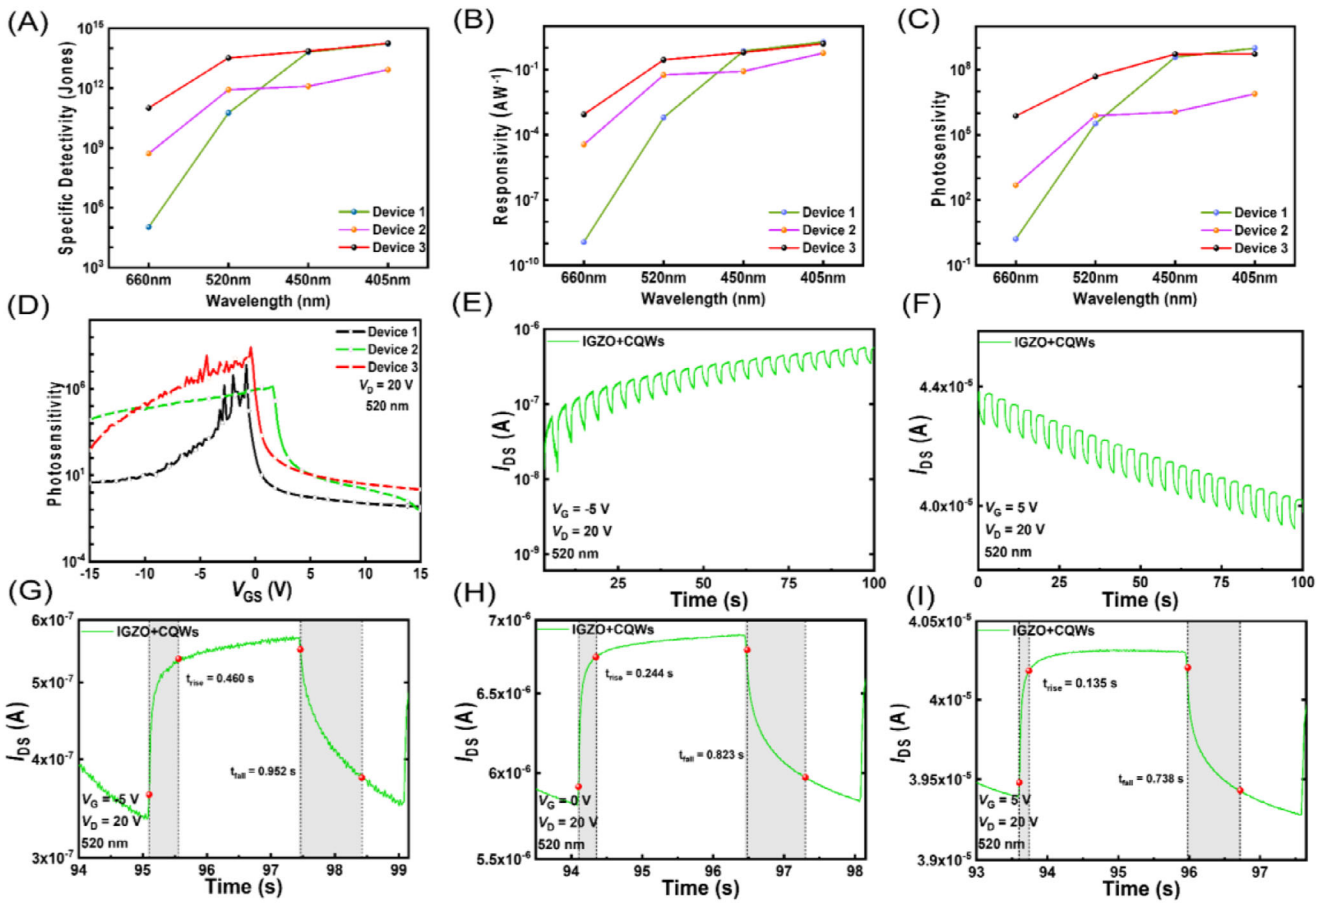 (A)
10^15
10^12
10^9
10^6
10^3
Specific Detectivity (Jones)
Device 1
Device 2
Device 3
660nm 520nm 450nm 405nm
Wavelength (nm)
(B)
10^-1
10^-4
10^-7
10^-10
Responsivity (AW^-1)
Device 1
Device 2
Device 3
660nm 520nm 450nm 405nm
Wavelength (nm)
(C)
10^8
10^5
10^2
10^-1
Photosensivity
Device 1
Device 2
Device 3
660nm 520nm 450nm 405nm
Wavelength (nm)
(D)
10^6
10^1
10^-4
Photosensitivity
Device 1
Device 2
Device 3
V_D = 20 V
520 nm
-15 -10 -5 0 5 10 15
V_GS (V)
(E)
10^-6
10^-7
10^-8
10^-9
I_DS (A)
IGZO+CQWs
V_G = -5 V
V_D = 20 V
520 nm
25 50 75 100
Time (s)
(F)
4.4x10^-5
4.0x10^-5
I_DS (A)
IGZO+CQWs
V_G = 5 V
V_D = 20 V
520 nm
0 25 50 75 100
Time (s)
(G)
6x10^-7
5x10^-7
4x10^-7
3x10^-7
I_DS (A)
IGZO+CQWs
t_rise = 0.460 s
t_fall = 0.952 s
V_G = -5 V
V_D = 20 V
520 nm
94 95 96 97 98 99
Time (s)
(H)
7x10^-6
6.5x10^-6
6x10^-6
5.5x10^-6
I_DS (A)
IGZO+CQWs
t_rise = 0.244 s
t_fall = 0.823 s
V_G = 0 V
V_D = 20 V
520 nm
94 95 96 97 98
Time (s)
(I)
4.05x10^-5
4x10^-5
3.95x10^-5
3.9x10^-5
I_DS (A)
IGZO+CQWs
t_rise = 0.135 s
t_fall = 0.738 s
V_G = 5 V
V_D = 20 V
520 nm
93 94 95 96 97
Time (s)